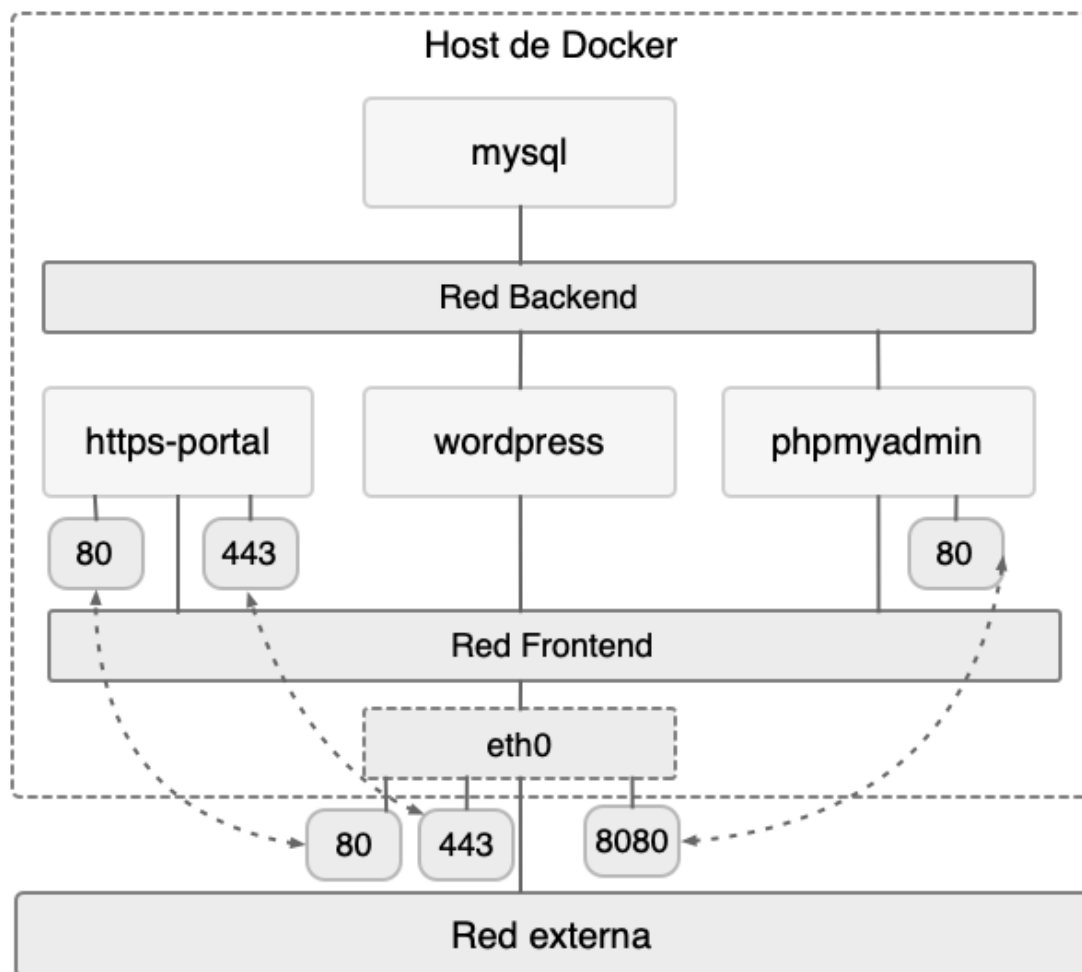 Host de Docker
mysql
Red Backend
https-portal
wordpress
phpmyadmin
80
443
80
Red Frontend
eth0
80
443
8080
Red externa